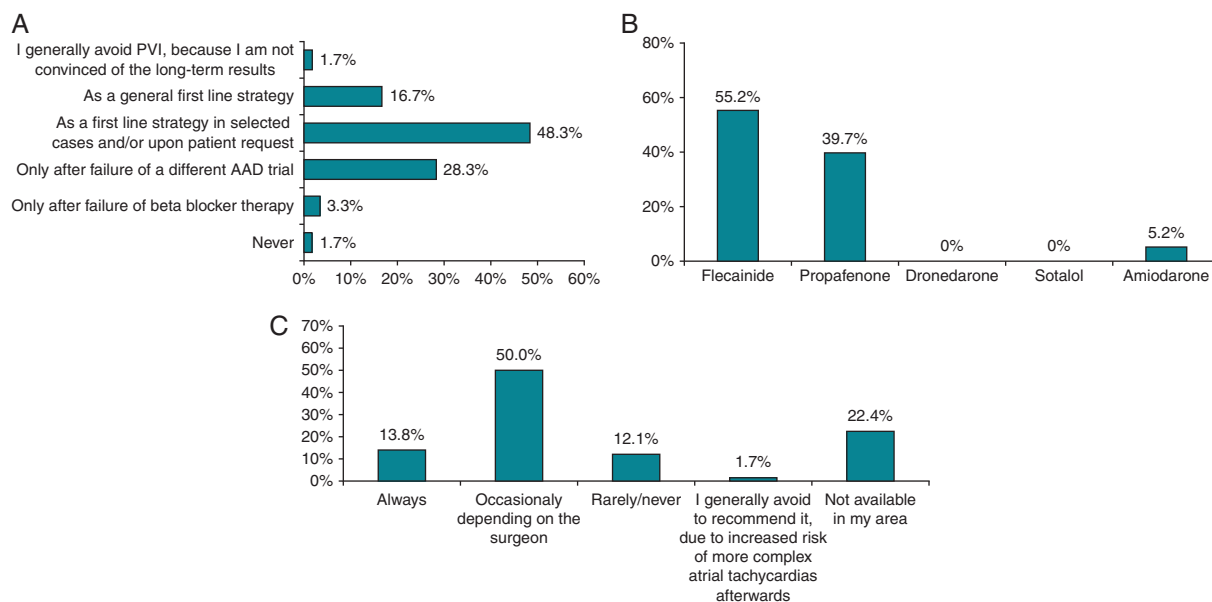 A
I generally avoid PVI, because I am not
convinced of the long-term results
1.7%
As a general first line strategy
16.7%
As a first line strategy in selected
cases and/or upon patient request
48.3%
Only after failure of a different AAD trial
28.3%
Only after failure of beta blocker therapy
3.3%
Never
1.7%
0% 10% 20% 30% 40% 50% 60%
B
80%
60%
40%
20%
0%
55.2%
39.7%
0%
0%
5.2%
Flecainide Propafenone Dronedarone Sotalol Amiodarone
C
70%
60%
50%
40%
30%
20%
10%
0%
13.8%
50.0%
12.1%
1.7%
22.4%
Always
Occasionaly
depending on the
surgeon
Rarely/never
I generally avoid
to recommend it,
due to increased risk
of more complex
atrial tachycardias
afterwards
Not available
in my area